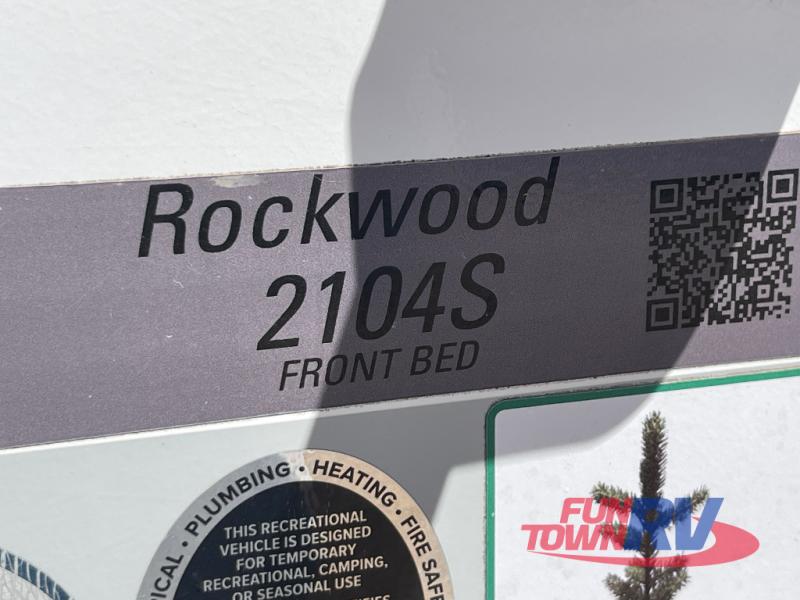 Rockwood
2104S
FRONT BED
PLUMBING • HEATING • FIRE
THIS RECREATIONAL
VEHICLE IS DESIGNED
FOR TEMPORARY
RECREATIONAL, CAMPING,
OR SEASONAL USE
FUN
TOWN RV